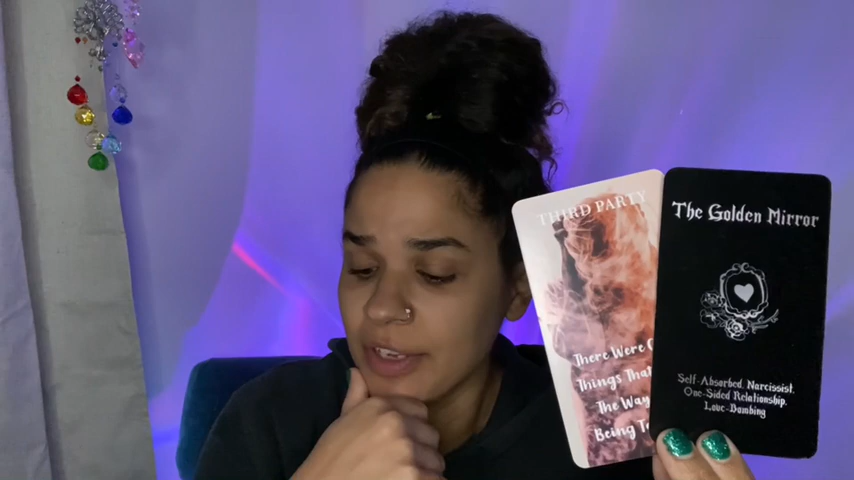 THIRD PARTY
There Were
Things That
The Way
Being
The Golden Mirror
Self-Absorbed. Narcissist.
One-Sided Relationship.
Love-Bombing